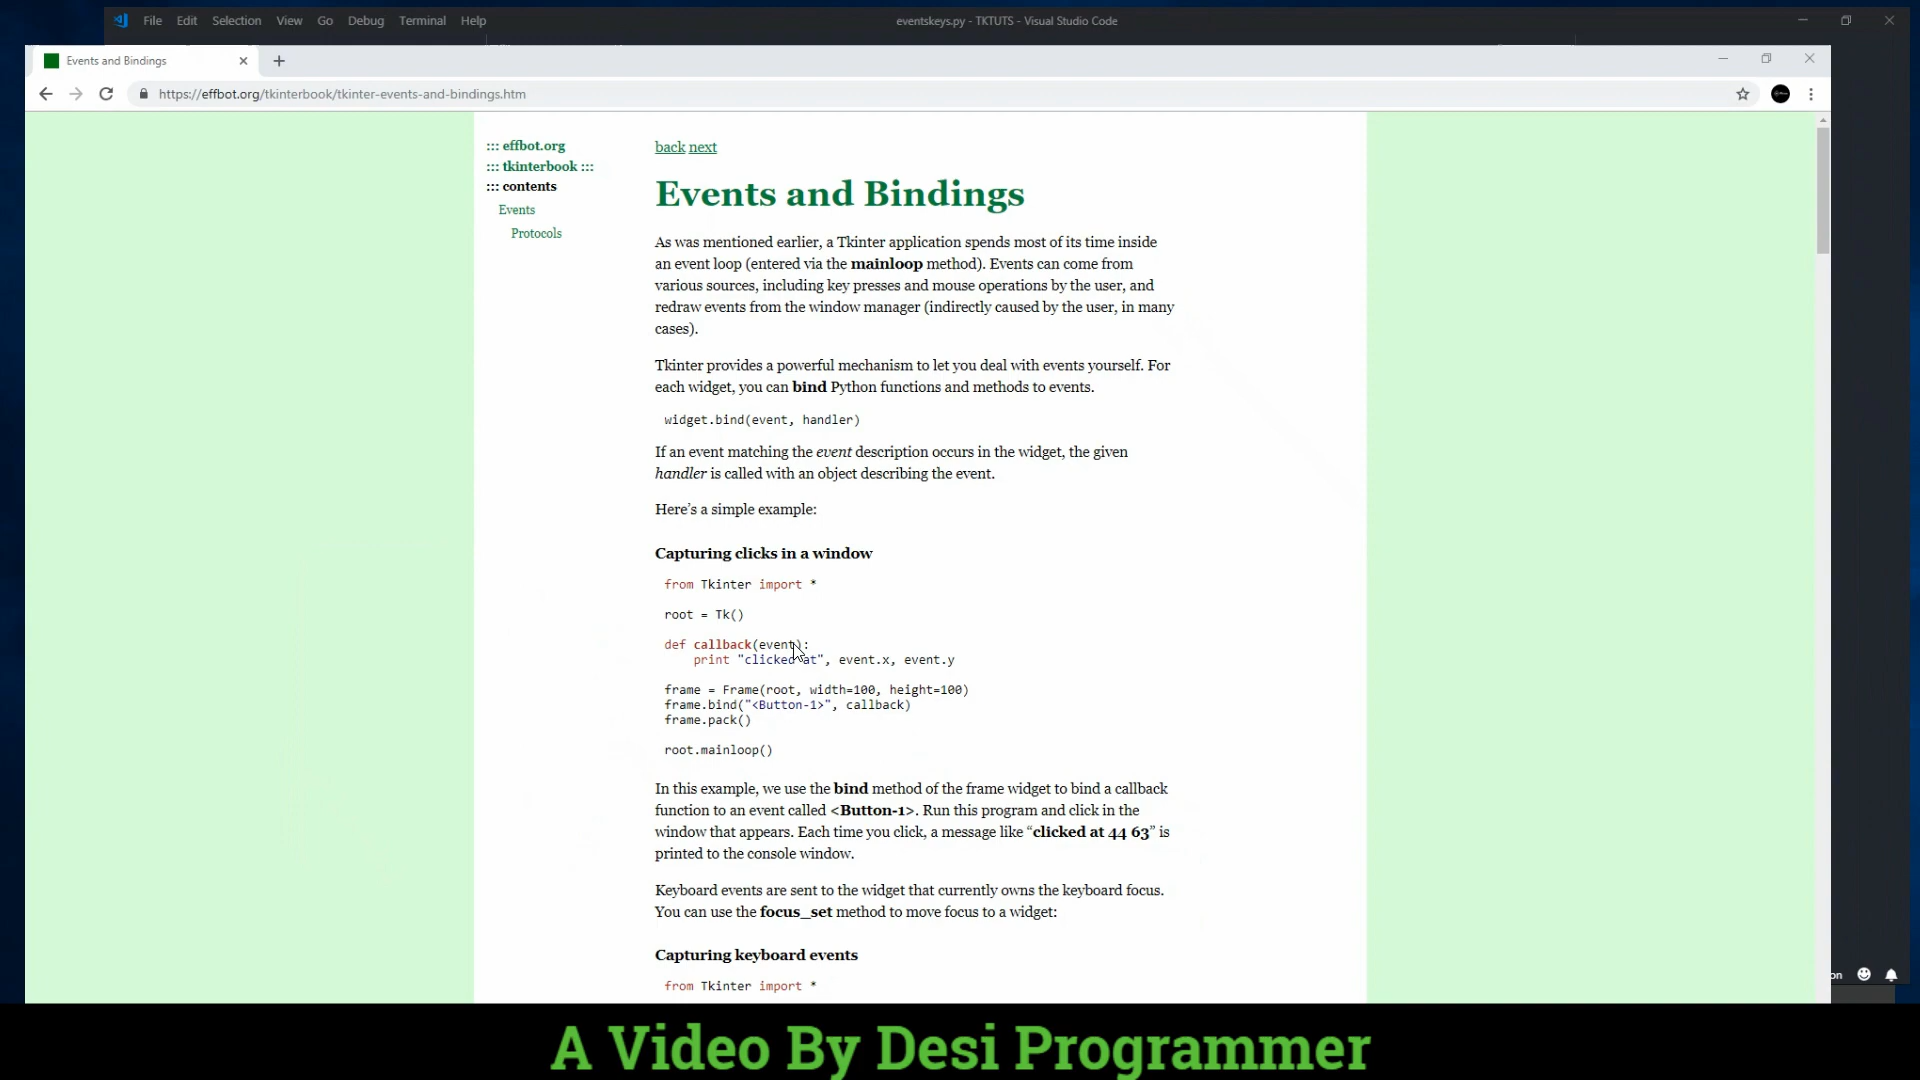 File Edit Selection View Go Debug Terminal Help
eventskeys.py - TKTUTS - Visual Studio Code
Events and Bindings
https://effbot.org/tkinterbook/tkinter-events-and-bindings.htm
::: effbot.org
::: tkinterbook :::
::: contents
Events
Protocols
back next
Events and Bindings
As was mentioned earlier, a Tkinter application spends most of its time inside
an event loop (entered via the mainloop method). Events can come from
various sources, including key presses and mouse operations by the user, and
redraw events from the window manager (indirectly caused by the user, in many
cases).
Tkinter provides a powerful mechanism to let you deal with events yourself. For
each widget, you can bind Python functions and methods to events.
widget.bind(event, handler)
If an event matching the event description occurs in the widget, the given
handler is called with an object describing the event.
Here's a simple example:
Capturing clicks in a window
from Tkinter import *
root = Tk()
def callback(event):
    print "clicked at", event.x, event.y
frame = Frame(root, width=100, height=100)
frame.bind("<Button-1>", callback)
frame.pack()
root.mainloop()
In this example, we use the bind method of the frame widget to bind a callback
function to an event called <Button-1>. Run this program and click in the
window that appears. Each time you click, a message like “clicked at 44 63” is
printed to the console window.
Keyboard events are sent to the widget that currently owns the keyboard focus.
You can use the focus_set method to move focus to a widget:
Capturing keyboard events
from Tkinter import *
on
A Video By Desi Programmer